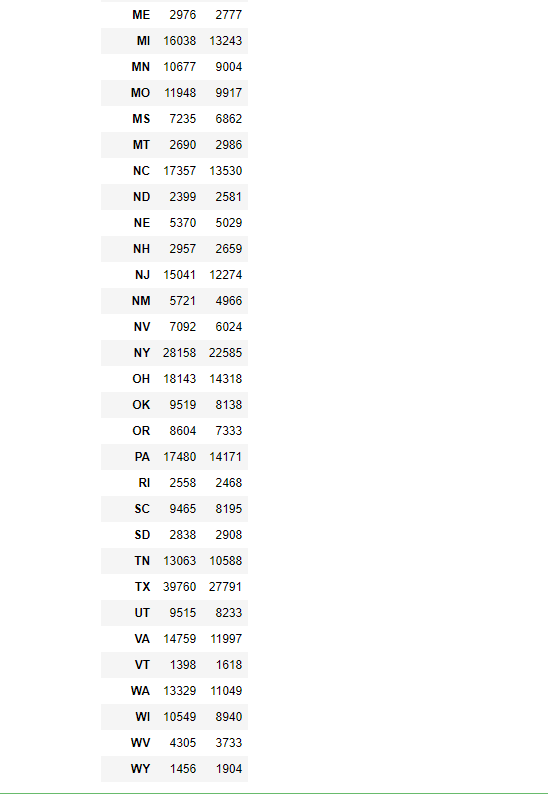 ME 2976 2777
MI 16038 13243
MN 10677 9004
MO 11948 9917
MS 7235 6862
MT 2690 2986
NC 17357 13530
ND 2399 2581
NE 5370 5029
NH 2957 2659
NJ 15041 12274
NM 5721 4966
NV 7092 6024
NY 28158 22585
OH 18143 14318
OK 9519 8138
OR 8604 7333
PA 17480 14171
RI 2558 2468
SC 9465 8195
SD 2838 2908
TN 13063 10588
TX 39760 27791
UT 9515 8233
VA 14759 11997
VT 1398 1618
WA 13329 11049
WI 10549 8940
WV 4305 3733
WY 1456 1904